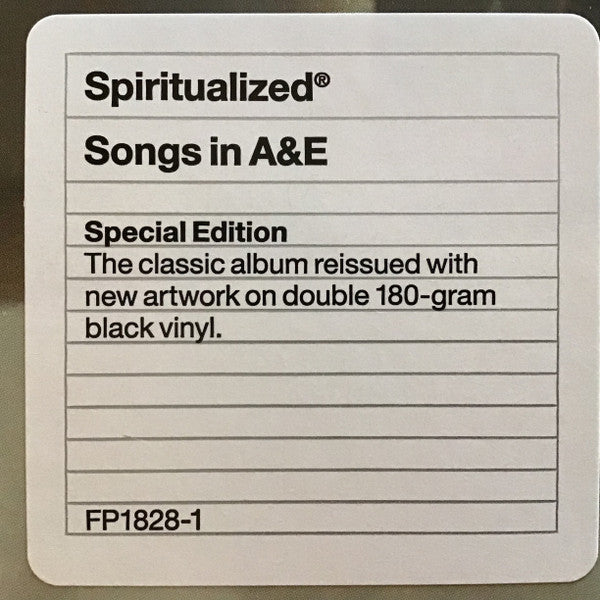 Spiritualized®
Songs in A&E
Special Edition
The classic album reissued with
new artwork on double 180-gram
black vinyl.
FP1828-1